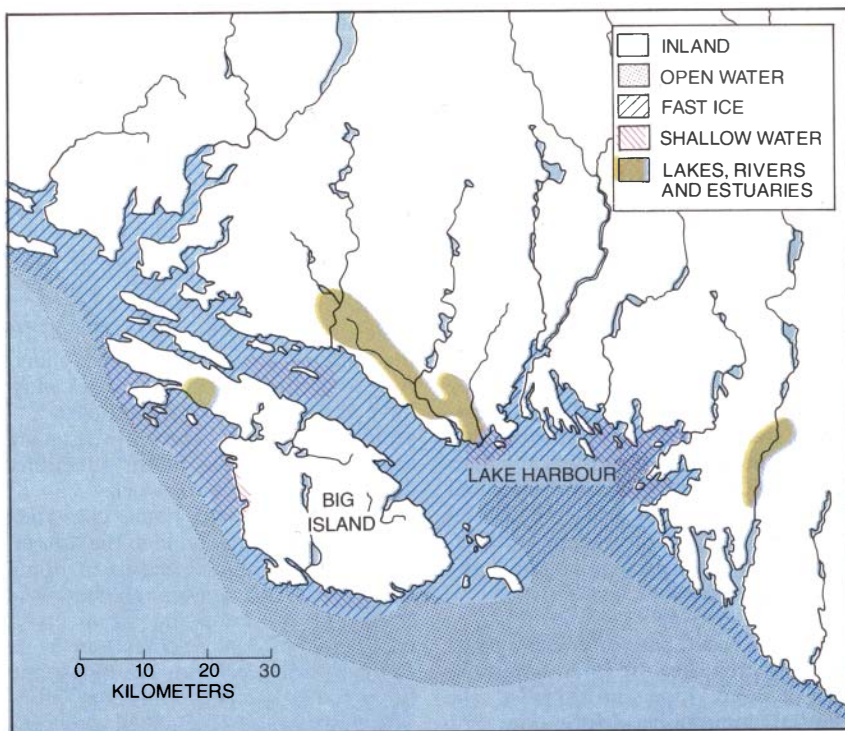 INLAND
OPEN WATER
FAST ICE
SHALLOW WATER
LAKES, RIVERS
AND ESTUARIES
LAKE HARBOUR
BIG
ISLAND
0 10 20 30
KILOMETERS